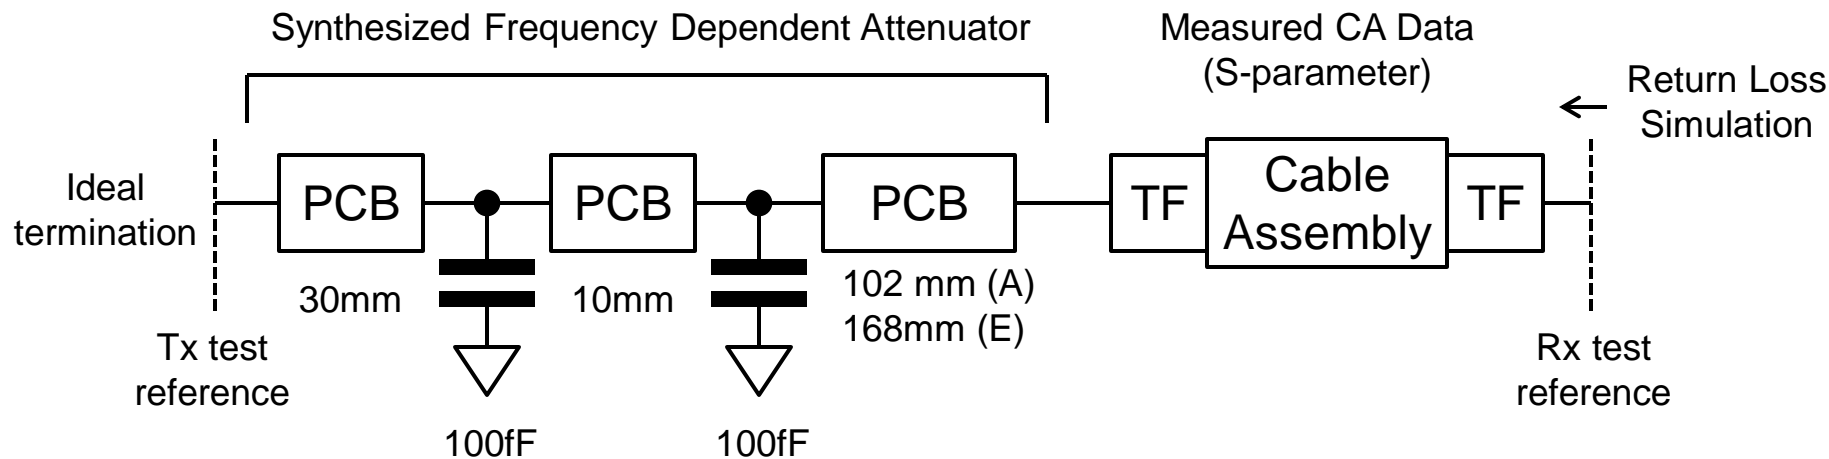 Synthesized Frequency Dependent Attenuator
Measured CA Data
(S-parameter)
Return Loss
Simulation
Ideal
termination
PCB
PCB
PCB
TF
Cable
Assembly
TF
30mm
10mm
102 mm (A)
168mm (E)
Tx test
reference
Rx test
reference
100fF
100fF